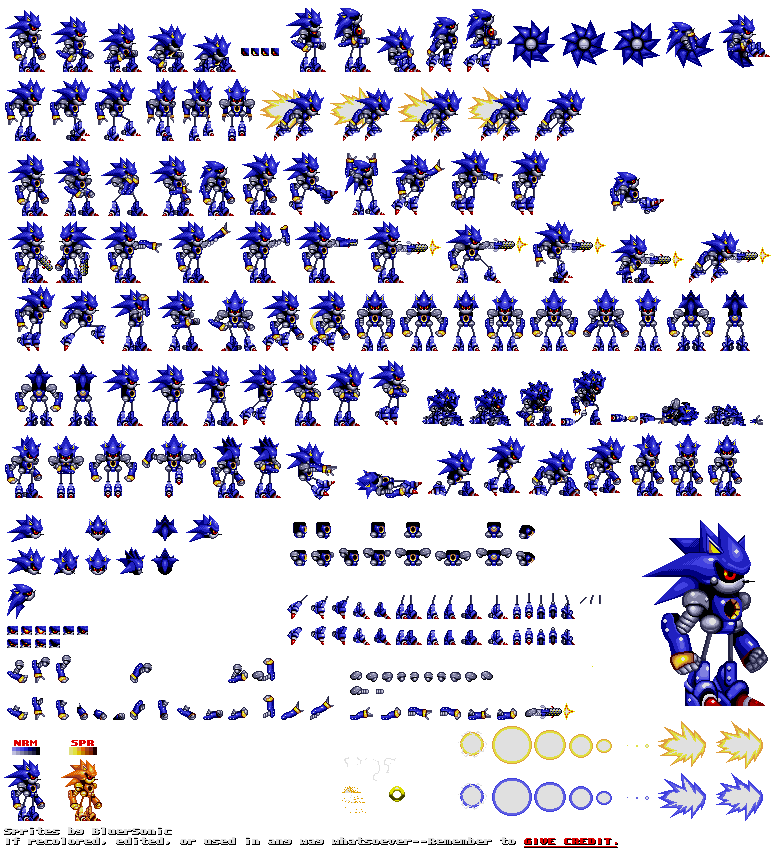 NRM SPR
Sprites by BluerSonic
If recolored, edited, or used in any way whatsoever--Remember to GIVE CREDIT.